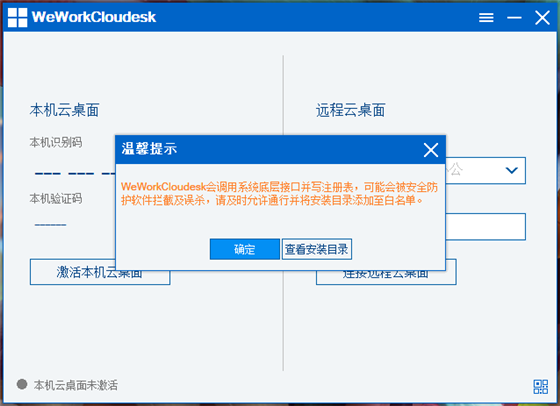 WeWorkCloudesk
本机云桌面
远程云桌面
本机识别码
本机验证码
温馨提示
WeWorkCloudesk会调用系统底层接口并写注册表，可能会被安全防
护软件拦截及误杀，请及时允许通行并将安装目录添加至白名单。
确定
查看安装目录
公
激活本机云桌面
连接远程云桌面
本机云桌面未激活